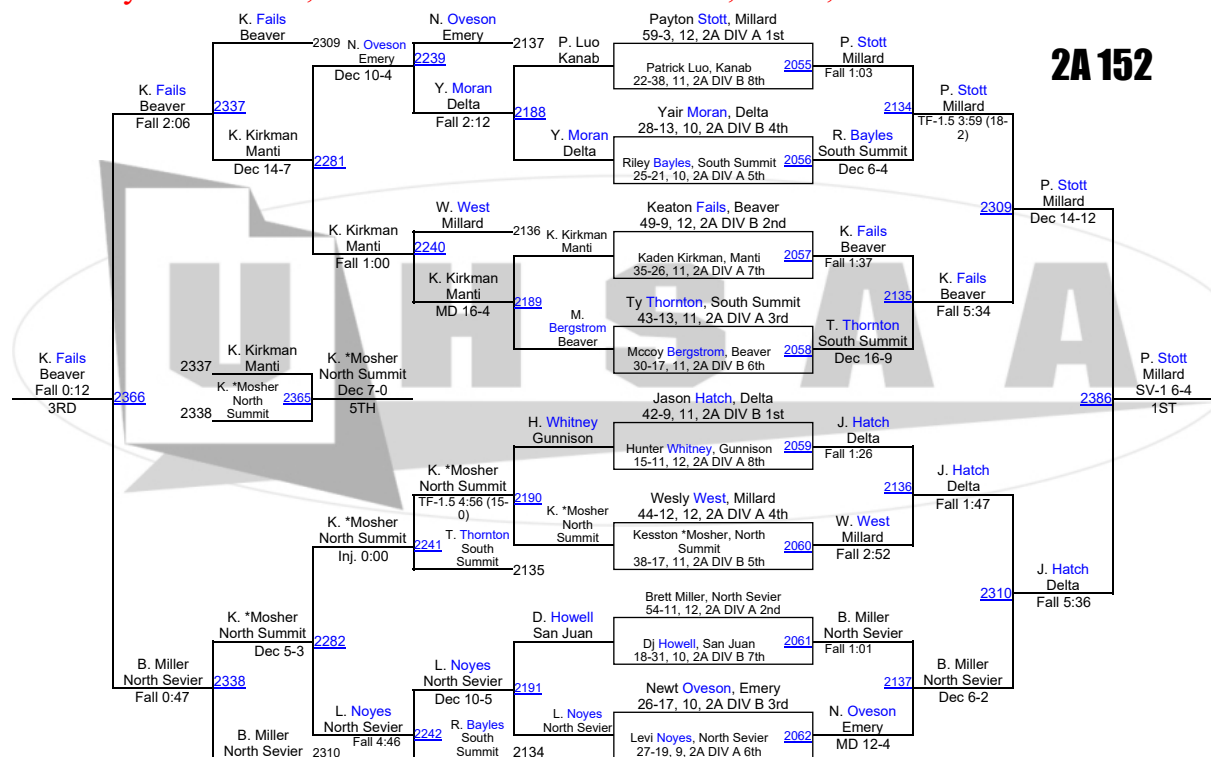 2A 152
K. Fails
Beaver
2309
N. Oveson
Emery
Dec 10-4
N. Oveson
Emery
2137
2239
Y. Moran
Delta
Fall 2:12
P. Luo
Kanab
2188
Y. Moran
Delta
Payton Stott, Millard
59-3, 12, 2A DIV A 1st
Patrick Luo, Kanab
22-38, 11, 2A DIV B 8th
2055
P. Stott
Millard
Fall 1:03
Yair Moran, Delta
28-13, 10, 2A DIV B 4th
Riley Bayles, South Summit
25-21, 10, 2A DIV A 5th
2056
R. Bayles
South Summit
Dec 6-4
2134
P. Stott
Millard
TF-1.5 3:59 (18-
2)
K. Fails
Beaver
Fall 2:06
2337
K. Kirkman
Manti
Dec 14-7
2281
K. Kirkman
Manti
Fall 1:00
W. West
Millard
2136
2240
K. Kirkman
Manti
MD 16-4
K. Kirkman
Manti
2189
M.
Bergstrom
Beaver
Keaton Fails, Beaver
49-9, 12, 2A DIV B 2nd
Kaden Kirkman, Manti
35-26, 11, 2A DIV A 7th
2057
K. Fails
Beaver
Fall 1:37
Ty Thornton, South Summit
43-13, 11, 2A DIV A 3rd
Mccoy Bergstrom, Beaver
30-17, 11, 2A DIV B 6th
2058
T. Thornton
South Summit
Dec 16-9
2135
K. Fails
Beaver
Fall 5:34
2309
P. Stott
Millard
Dec 14-12
UHSAA
K. Fails
Beaver
Fall 0:12
3RD
2366
2337
K. Kirkman
Manti
K. *Mosher
North
Summit
2338
2365
K. *Mosher
North Summit
Dec 7-0
5TH
P. Stott
Millard
SV-1 6-4
1ST
2386
H. Whitney
Gunnison
2190
K. *Mosher
North
Summit
Jason Hatch, Delta
42-9, 11, 2A DIV B 1st
Hunter Whitney, Gunnison
15-11, 12, 2A DIV A 8th
2059
J. Hatch
Delta
Fall 1:26
Wesly West, Millard
44-12, 12, 2A DIV A 4th
Kesston *Mosher, North
Summit
38-17, 11, 2A DIV B 5th
2060
W. West
Millard
Fall 2:52
2136
J. Hatch
Delta
Fall 1:47
K. *Mosher
North Summit
TF-1.5 4:56 (15-
0)
K. *Mosher
North Summit
Inj. 0:00
2241
T. Thornton
South
Summit
2135
2310
J. Hatch
Delta
Fall 5:36
K. *Mosher
North Summit
Dec 5-3
2282
B. Miller
North Sevier
Fall 0:47
2338
D. Howell
San Juan
2191
L. Noyes
North Sevier
Brett Miller, North Sevier
54-11, 12, 2A DIV A 2nd
Dj Howell, San Juan
18-31, 10, 2A DIV B 7th
2061
B. Miller
North Sevier
Fall 1:01
Newt Oveson, Emery
26-17, 10, 2A DIV B 3rd
Levi Noyes, North Sevier
27-19, 9, 2A DIV A 6th
2062
N. Oveson
Emery
MD 12-4
2137
B. Miller
North Sevier
Dec 6-2
L. Noyes
North Sevier
Dec 10-5
L. Noyes
North Sevier
Fall 4:46
2242
R. Bayles
South
Summit
2134
B. Miller
North Sevier
2310